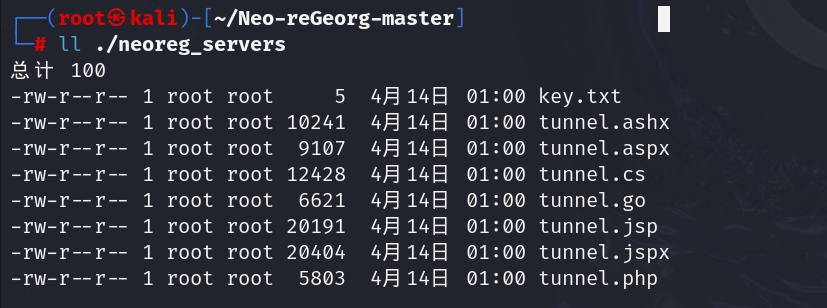 ┌──(root㉿kali)-[~/Neo-reGeorg-master]
└─# ll ./neoreg_servers
总计 100
-rw-r--r-- 1 root root     5  4月14日 01:00 key.txt
-rw-r--r-- 1 root root 10241  4月14日 01:00 tunnel.ashx
-rw-r--r-- 1 root root  9107  4月14日 01:00 tunnel.aspx
-rw-r--r-- 1 root root 12428  4月14日 01:00 tunnel.cs
-rw-r--r-- 1 root root  6621  4月14日 01:00 tunnel.go
-rw-r--r-- 1 root root 20191  4月14日 01:00 tunnel.jsp
-rw-r--r-- 1 root root 20404  4月14日 01:00 tunnel.jspx
-rw-r--r-- 1 root root  5803  4月14日 01:00 tunnel.php